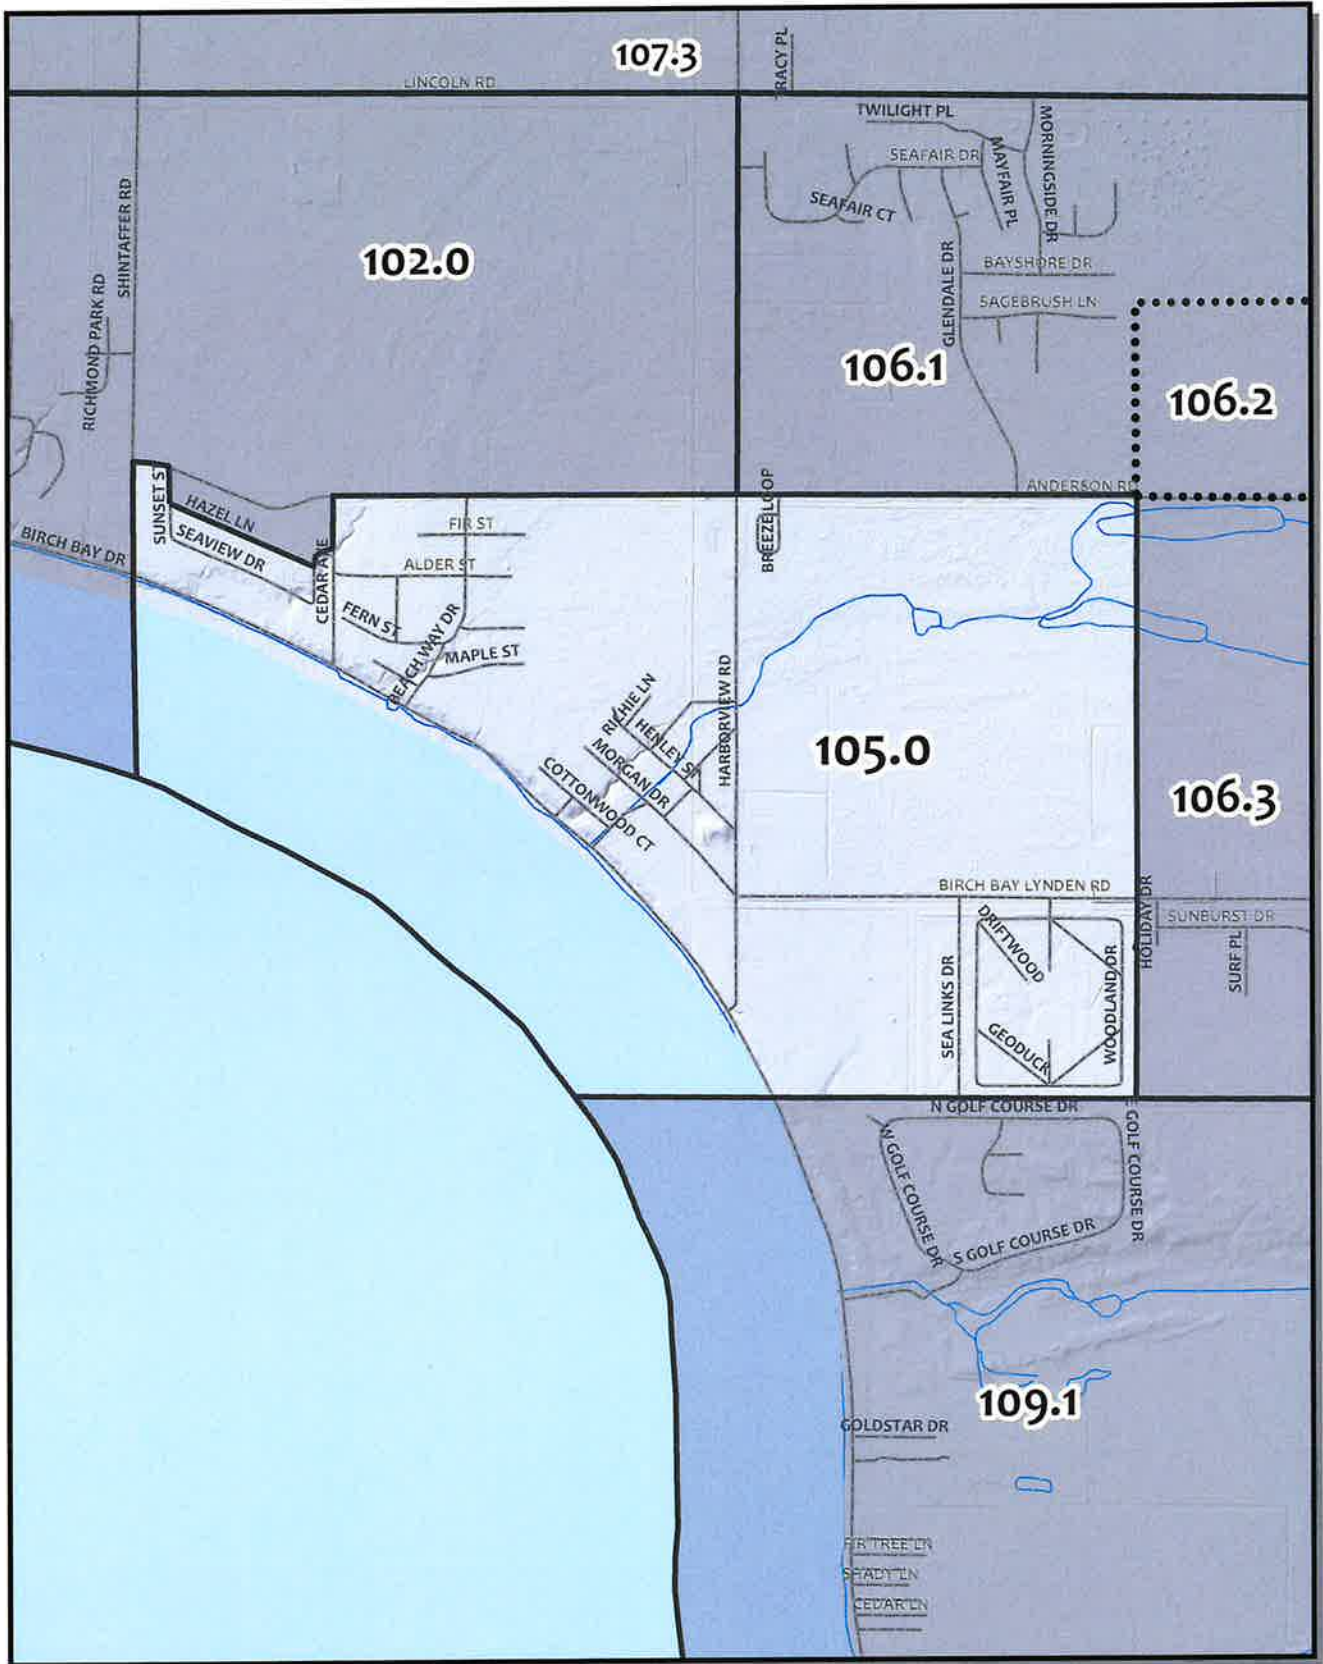 107.3
LINCOLN RD
TRACY PL
TWILIGHT PL
MORNINGSIDE DR
SEAFAIR DR
MAYFAIR PL
SEAFAIR CT
SHINTAFFER RD
102.0
GLENDALE DR
BAYSHORE DR
SAGEBRUSH LN
RICHMOND PARK RD
106.1
106.2
SUNSET ST
HAZEL LN
SEAVIEW DR
BIRCH BAY DR
CEDAR AVE
FIR ST
ALDER ST
FERN ST
BEACH WAY DR
MAPLE ST
BREEZE LOOP
ANDERSON RD
RICHIE LN
HENLEY ST
MORGAN DR
COTTONWOOD CT
HARBORVIEW RD
105.0
106.3
BIRCH BAY LYNDEN RD
HOLIDAY DR
SUNBURST DR
SURF PL
DRIFTWOOD
SEA LINKS DR
WOODLAND DR
GEODUCK
N GOLF COURSE DR
W GOLF COURSE DR
E GOLF COURSE DR
S GOLF COURSE DR
109.1
GOLDSTAR DR
FIR TREE LN
SHADY LN
CEDAR LN